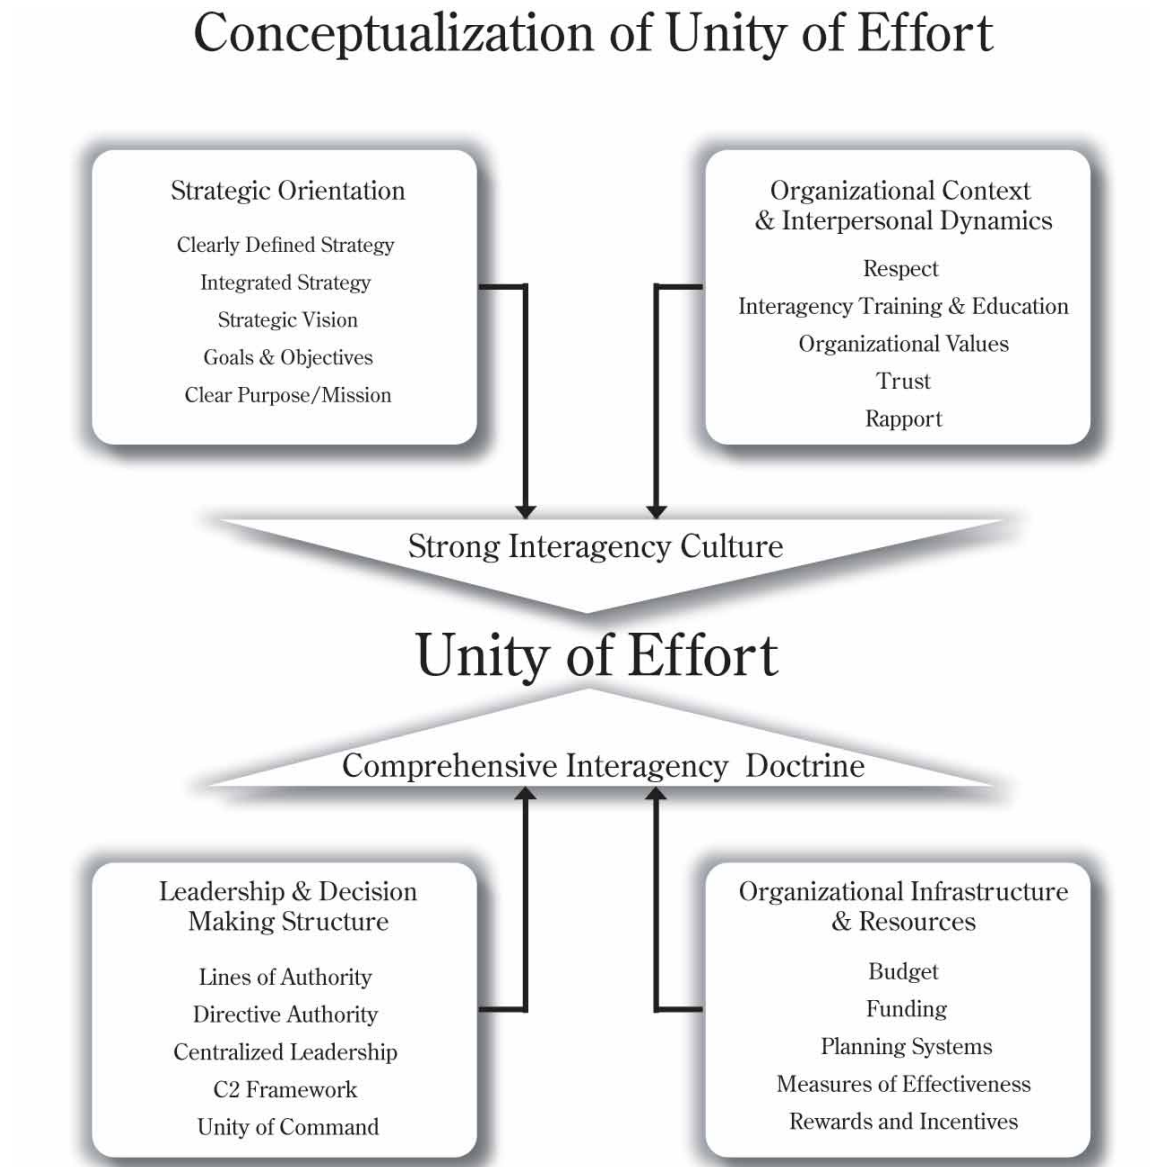 Conceptualization of Unity of Effort
Strategic Orientation
Clearly Defined Strategy
Integrated Strategy
Strategic Vision
Goals & Objectives
Clear Purpose/Mission
Organizational Context
& Interpersonal Dynamics
Respect
Interagency Training & Education
Organizational Values
Trust
Rapport
Strong Interagency Culture
Unity of Effort
Comprehensive Interagency Doctrine
Leadership & Decision
Making Structure
Lines of Authority
Directive Authority
Centralized Leadership
C2 Framework
Unity of Command
Organizational Infrastructure
& Resources
Budget
Funding
Planning Systems
Measures of Effectiveness
Rewards and Incentives